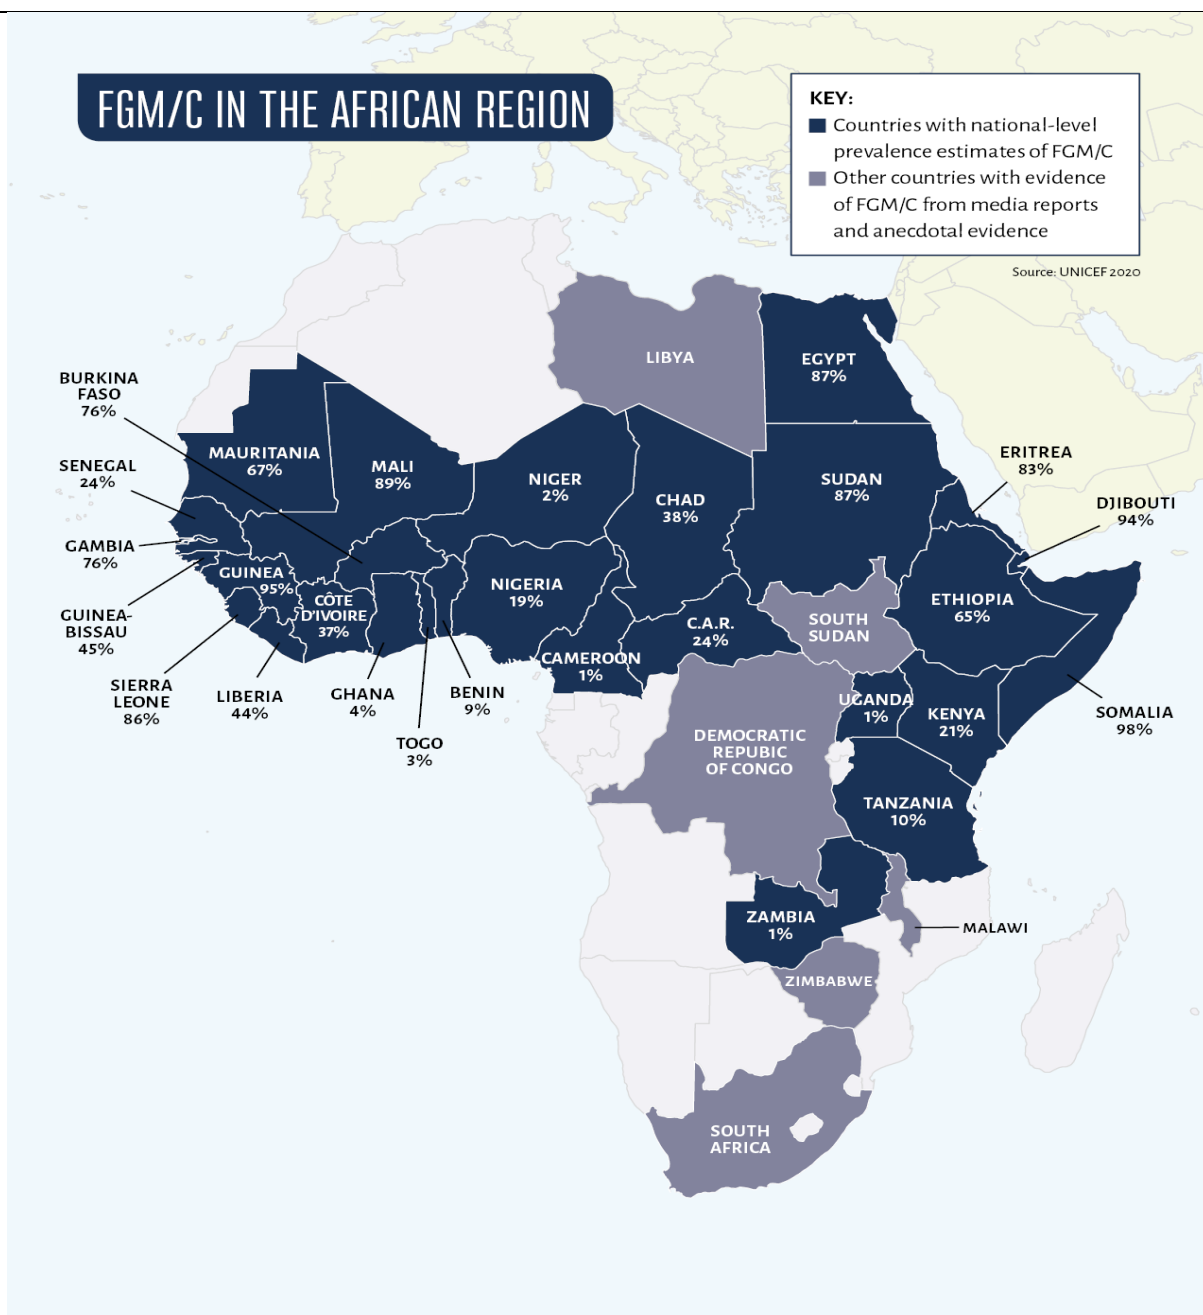 FGM/C IN THE AFRICAN REGION
KEY:
Countries with national-level
prevalence estimates of FGM/C
Other countries with evidence
of FGM/C from media reports
and anecdotal evidence
Source: UNICEF 2020
LIBYA
EGYPT
87%
BURKINA
FASO
76%
MAURITANIA
67%
MALI
89%
NIGER
2%
CHAD
38%
SUDAN
87%
ERITREA
83%
DJIBOUTI
94%
SENEGAL
24%
GAMBIA
76%
GUINEA
95%
GUINEA-
BISSAU
45%
CÔTE
D'IVOIRE
37%
NIGERIA
19%
C.A.R.
24%
SOUTH
SUDAN
ETHIOPIA
65%
SIERRA
LEONE
86%
LIBERIA
44%
GHANA
4%
TOGO
3%
BENIN
9%
CAMEROON
1%
UGANDA
1%
KENYA
21%
SOMALIA
98%
DEMOCRATIC
REPUBIC
OF CONGO
TANZANIA
10%
ZAMBIA
1%
MALAWI
ZIMBABWE
SOUTH
AFRICA